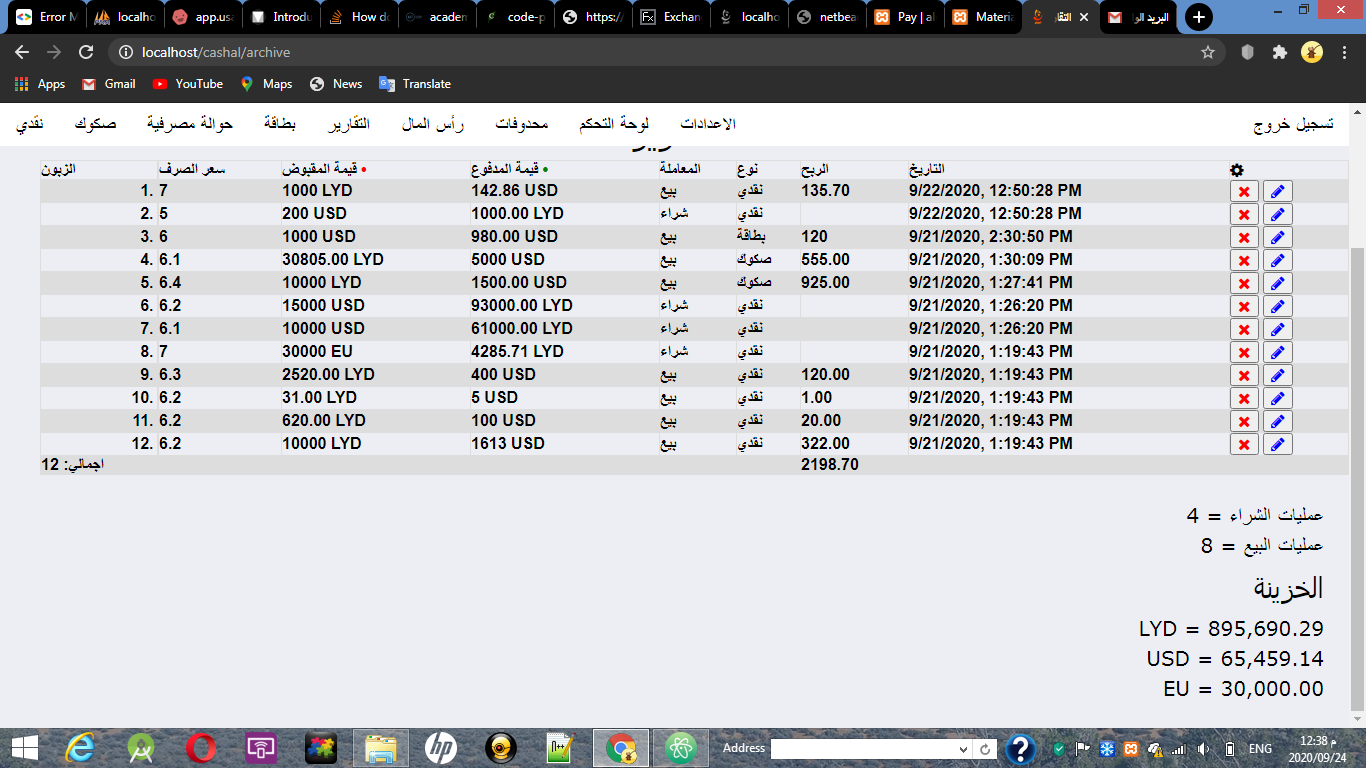 Error M
localho
app.usa
Introdu
How do
academ
code-p
https:/
Exchan
localho
netbea
Pay | al
Materia
التقار
البريد الوا
localhost/cashal/archive
Apps Gmail YouTube Maps News Translate
نقدي صكوك حوالة مصرفية بطاقة التقارير رأس المال محدوفات لوحة التحكم الاعدادات تسجيل خروج
الزبون سعر الصرف قيمة المقبوض قيمة المدفوع المعاملة نوع الربح التاريخ
1. 7 1000 LYD 142.86 USD بيع نقدي 135.70 9/22/2020, 12:50:28 PM
2. 5 200 USD 1000.00 LYD شراء نقدي 9/22/2020, 12:50:28 PM
3. 6 1000 USD 980.00 USD بيع بطاقة 120 9/21/2020, 2:30:50 PM
4. 6.1 30805.00 LYD 5000 USD بيع صكوك 555.00 9/21/2020, 1:30:09 PM
5. 6.4 10000 LYD 1500.00 USD بيع صكوك 925.00 9/21/2020, 1:27:41 PM
6. 6.2 15000 USD 93000.00 LYD شراء نقدي 9/21/2020, 1:26:20 PM
7. 6.1 10000 USD 61000.00 LYD شراء نقدي 9/21/2020, 1:26:20 PM
8. 7 30000 EU 4285.71 LYD شراء نقدي 9/21/2020, 1:19:43 PM
9. 6.3 2520.00 LYD 400 USD بيع نقدي 120.00 9/21/2020, 1:19:43 PM
10. 6.2 31.00 LYD 5 USD بيع نقدي 1.00 9/21/2020, 1:19:43 PM
11. 6.2 620.00 LYD 100 USD بيع نقدي 20.00 9/21/2020, 1:19:43 PM
12. 6.2 10000 LYD 1613 USD بيع نقدي 322.00 9/21/2020, 1:19:43 PM
اجمالي: 12 2198.70
عمليات الشراء = 4
عمليات البيع = 8
الخزينة
LYD = 895,690.29
USD = 65,459.14
EU = 30,000.00
Address
ENG
12:38 م
2020/09/24